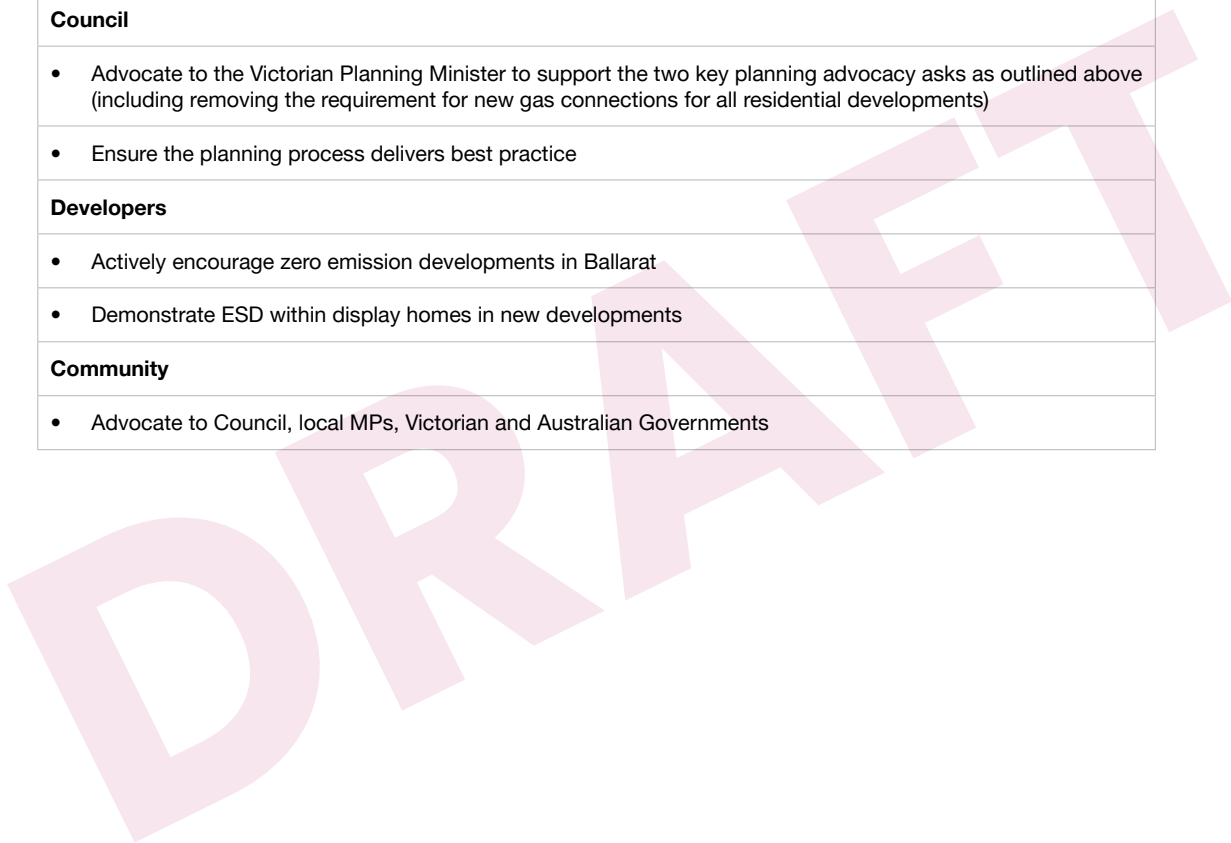 Council
• Advocate to the Victorian Planning Minister to support the two key planning advocacy asks as outlined above
(including removing the requirement for new gas connections for all residential developments)
• Ensure the planning process delivers best practice
Developers
• Actively encourage zero emission developments in Ballarat
• Demonstrate ESD within display homes in new developments
Community
• Advocate to Council, local MPs, Victorian and Australian Governments
DRAFT